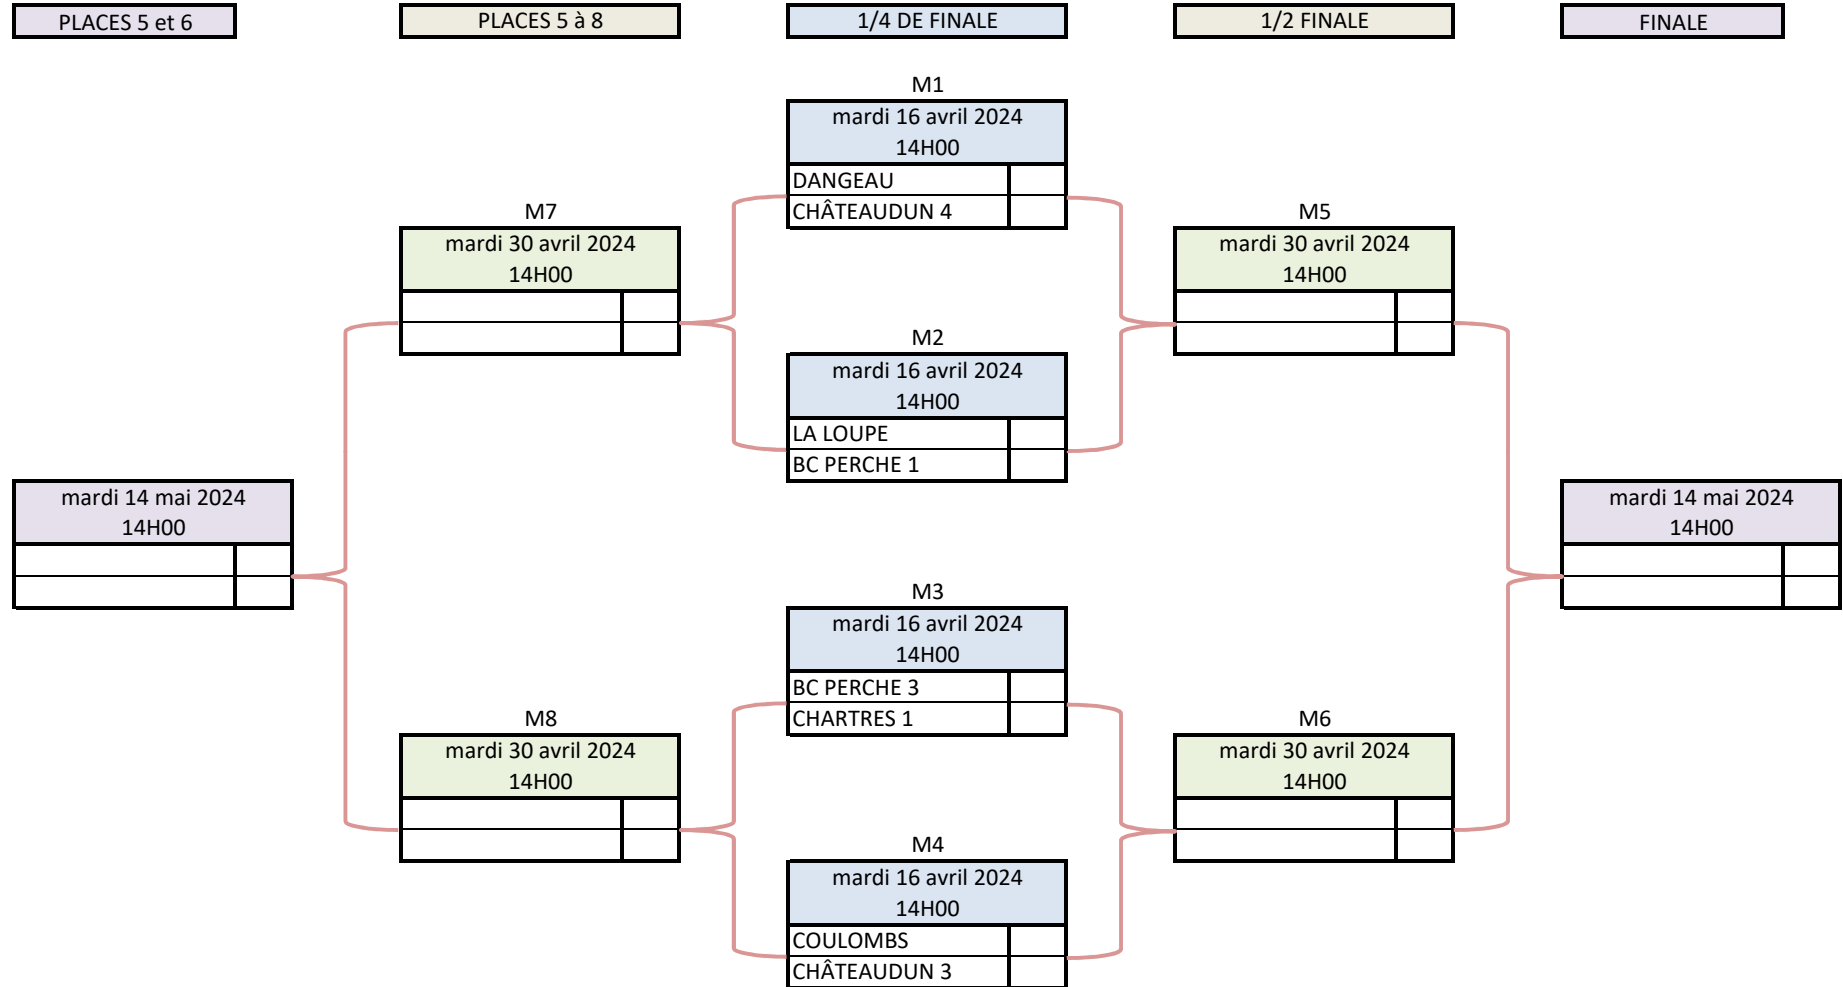 PLACES 5 et 6
PLACES 5 à 8
1/4 DE FINALE
1/2 FINALE
FINALE
M1
mardi 16 avril 2024
14H00
DANGEAU
CHÂTEAUDUN 4
M7
mardi 30 avril 2024
14H00
M5
mardi 30 avril 2024
14H00
M2
mardi 16 avril 2024
14H00
LA LOUPE
BC PERCHE 1
mardi 14 mai 2024
14H00
mardi 14 mai 2024
14H00
M3
mardi 16 avril 2024
14H00
BC PERCHE 3
CHARTRES 1
M8
mardi 30 avril 2024
14H00
M6
mardi 30 avril 2024
14H00
M4
mardi 16 avril 2024
14H00
COULOMBS
CHÂTEAUDUN 3